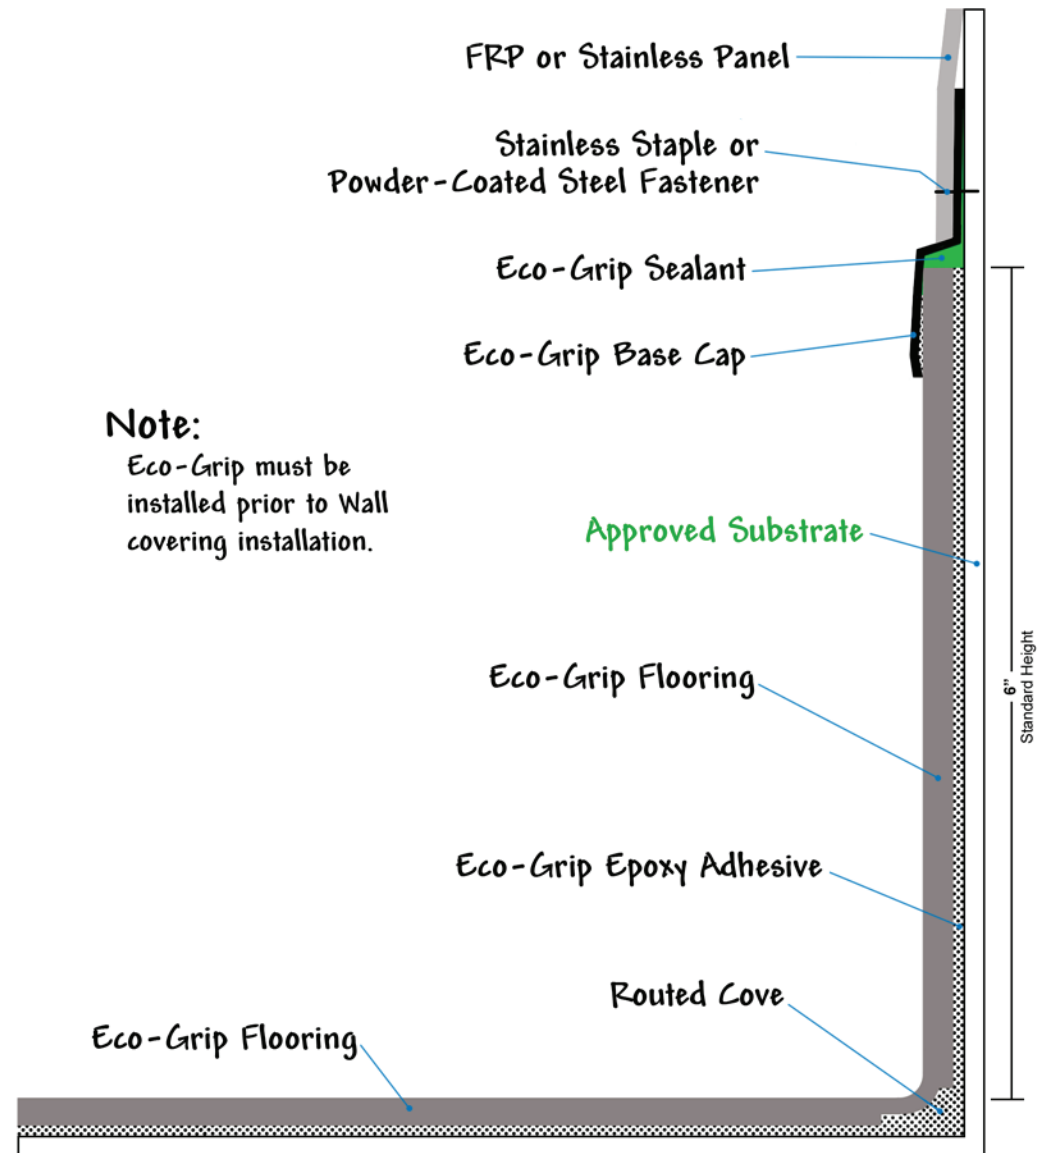 FRP or Stainless Panel
Stainless Staple or
Powder-Coated Steel Fastener
Eco-Grip Sealant
Eco-Grip Base Cap
Note:
Eco-Grip must be
installed prior to Wall
covering installation.
Approved Substrate
Eco-Grip Flooring
6”
Standard Height
Eco-Grip Epoxy Adhesive
Routed Cove
Eco-Grip Flooring